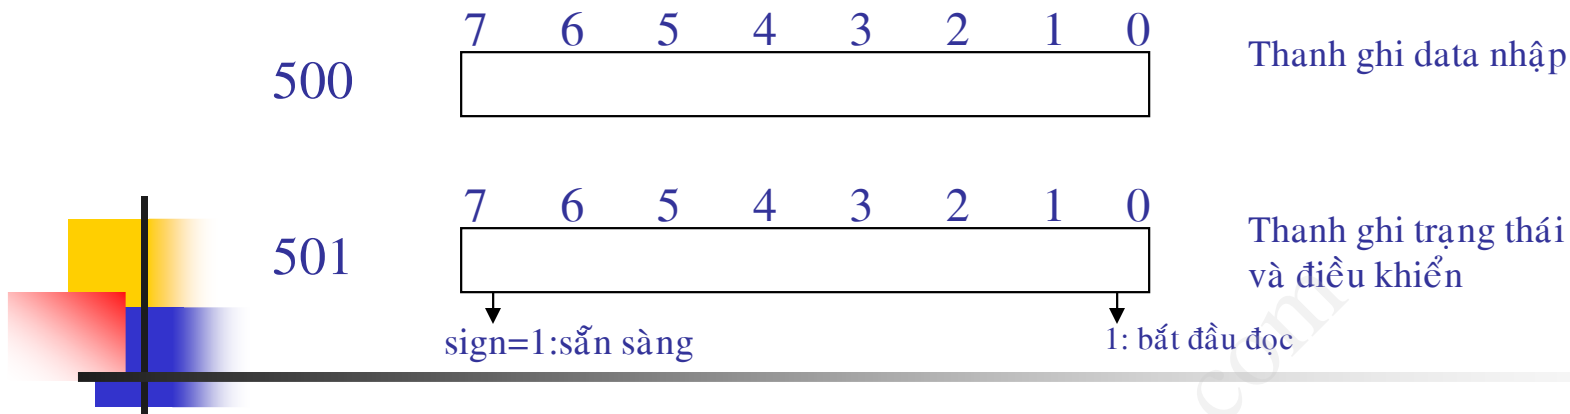 7 6 5 4 3 2 1 0
500
Thanh ghi data nhập
7 6 5 4 3 2 1 0
501
Thanh ghi trạng thái
và điều khiển
sign=1:sẵn sàng
1: bắt đầu đọc
.com